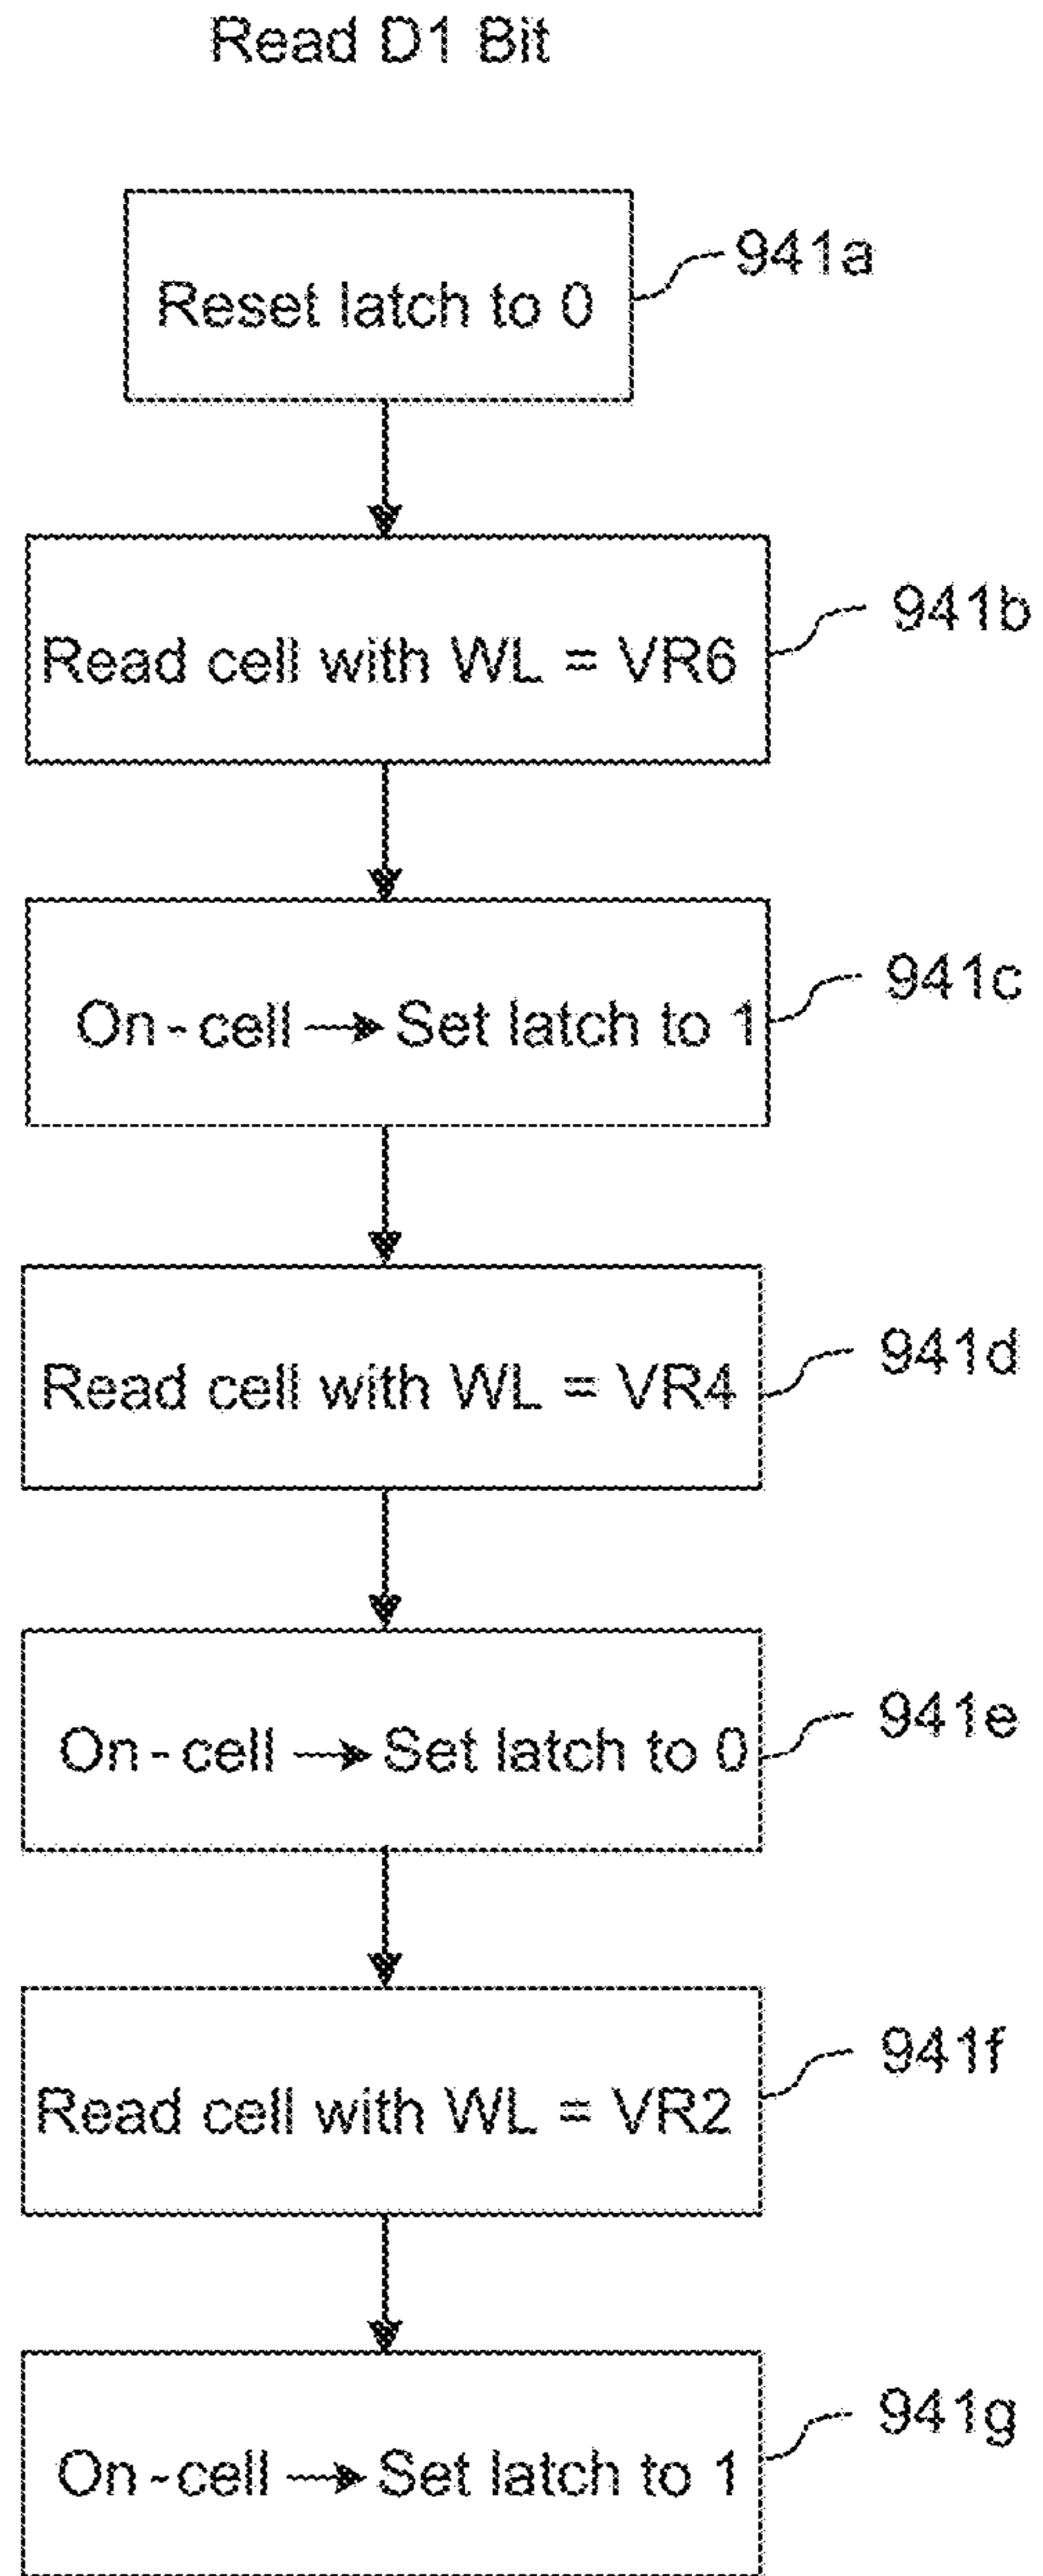 Read D1 Bit
Reset latch to 0
941a
Read cell with WL = VR6
941b
On-cell → Set latch to 1
941c
Read cell with WL = VR4
941d
On-cell → Set latch to 0
941e
Read cell with WL = VR2
941f
On-cell → Set latch to 1
941g